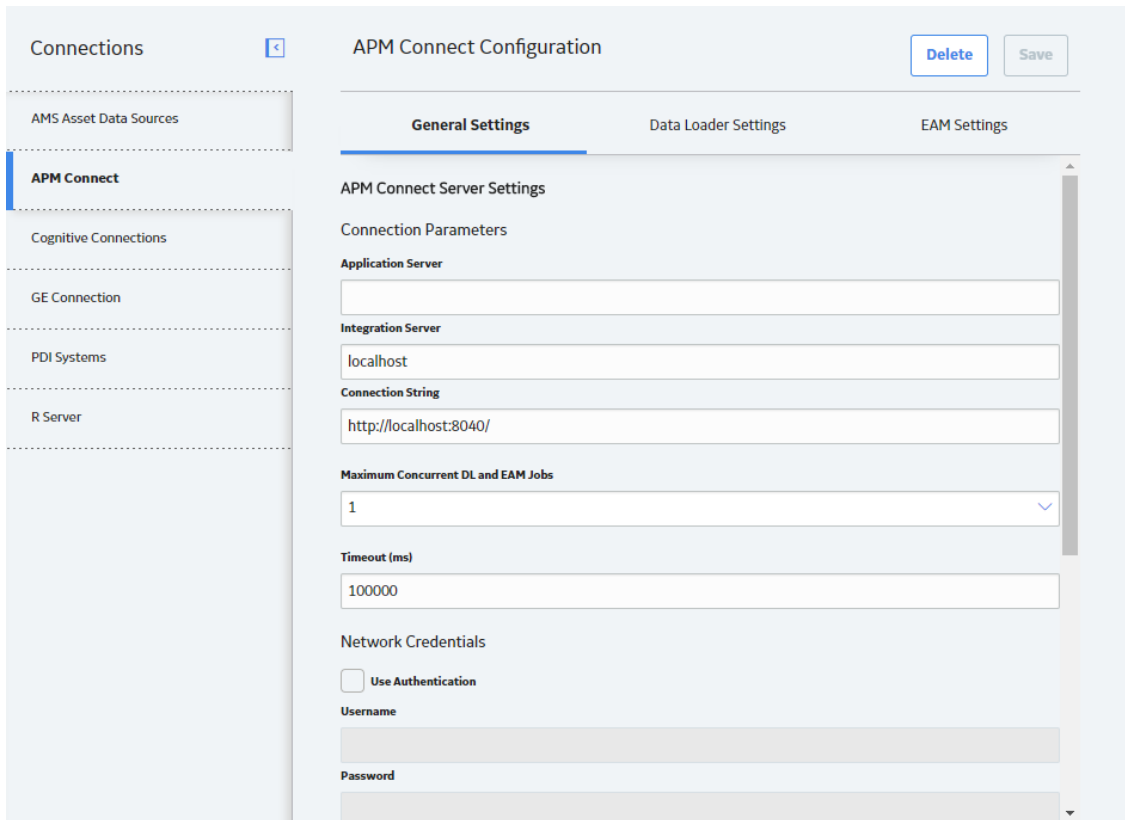 Connections
AMS Asset Data Sources
APM Connect
Cognitive Connections
GE Connection
PDI Systems
R Server
APM Connect Configuration
Delete
Save
General Settings
Data Loader Settings
EAM Settings
APM Connect Server Settings
Connection Parameters
Application Server
Integration Server
localhost
Connection String
http://localhost:8040/
Maximum Concurrent DL and EAM Jobs
1
Timeout (ms)
100000
Network Credentials
Use Authentication
Username
Password